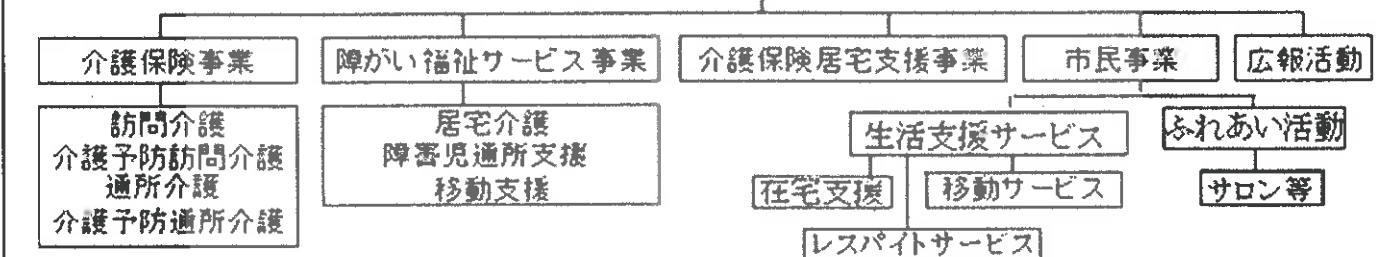 介護保険事業
障がい福祉サービス事業
介護保険居宅支援事業
市民事業
広報活動
訪問介護
介護予防訪問介護
通所介護
介護予防通所介護
居宅介護
障害児通所支援
移動支援
生活支援サービス
ふれあい活動
在宅支援
移動サービス
サロン等
レスパイトサービス